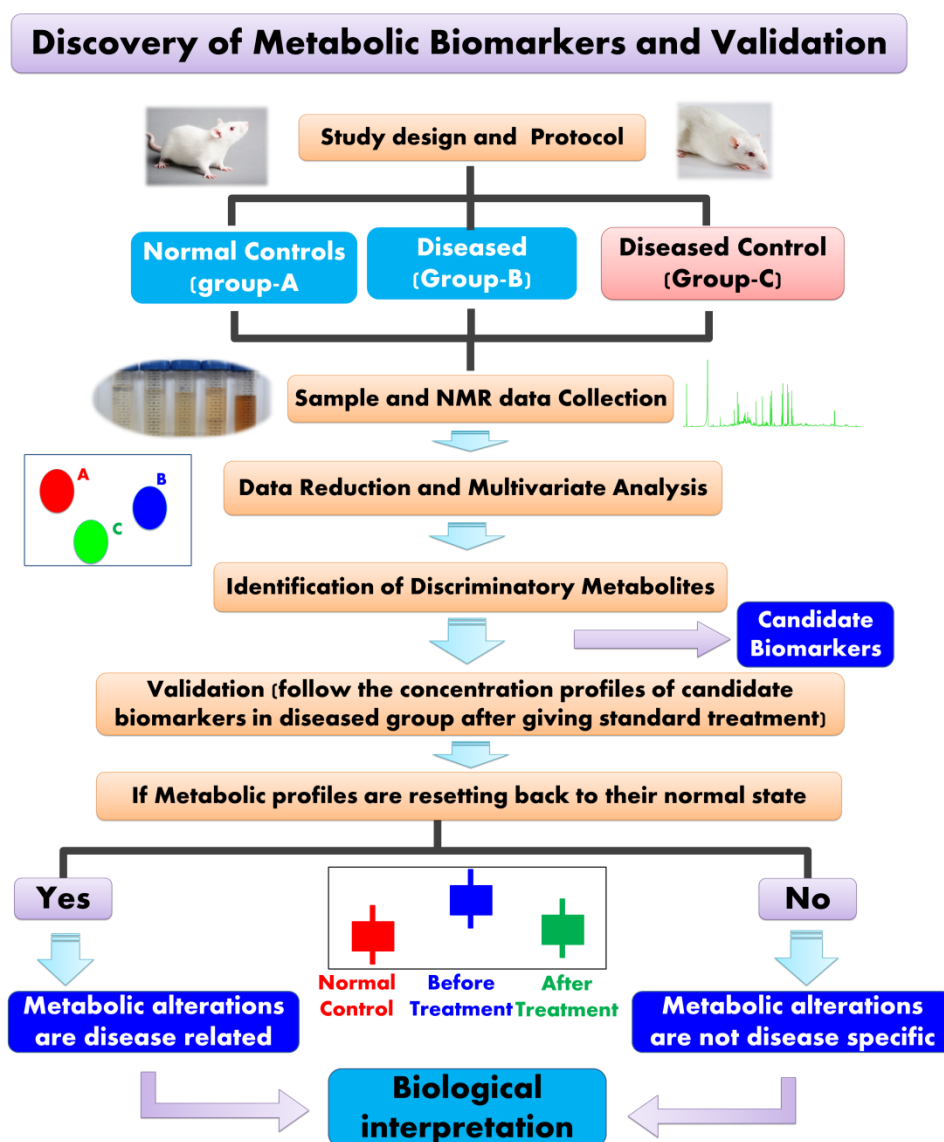 Discovery of Metabolic Biomarkers and Validation
Study design and Protocol
Normal Controls
(group-A
Diseased
(Group-B)
Diseased Control
(Group-C)
Sample and NMR data Collection
A
B
C
Data Reduction and Multivariate Analysis
Identification of Discriminatory Metabolites
Candidate
Biomarkers
Validation (follow the concentration profiles of candidate
biomarkers in diseased group after giving standard treatment)
If Metabolic profiles are resetting back to their normal state
Yes
No
Normal
Control
Before
Treatment
After
Treatment
Metabolic alterations
are disease related
Metabolic alterations
are not disease specific
Biological
interpretation